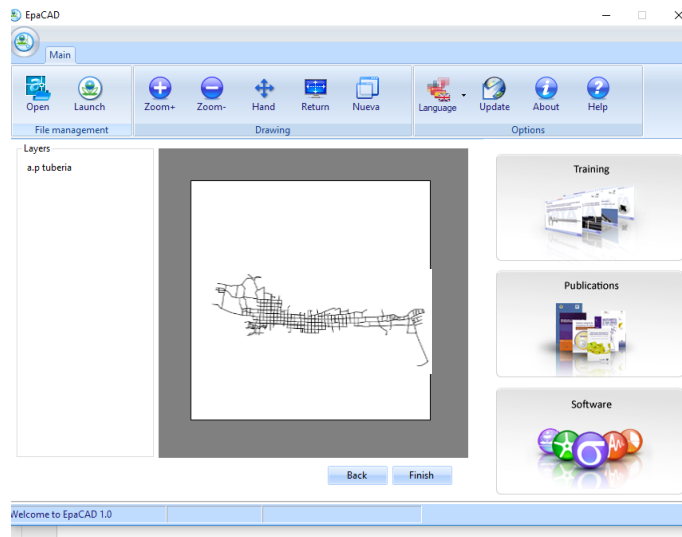 EpaCAD
Main
Open
Launch
Zoom+
Zoom-
Hand
Return
Nueva
Language
Update
About
Help
File management
Drawing
Options
Layers
a.p tuberia
Training
Publications
Software
Back
Finish
Welcome to EpaCAD 1.0